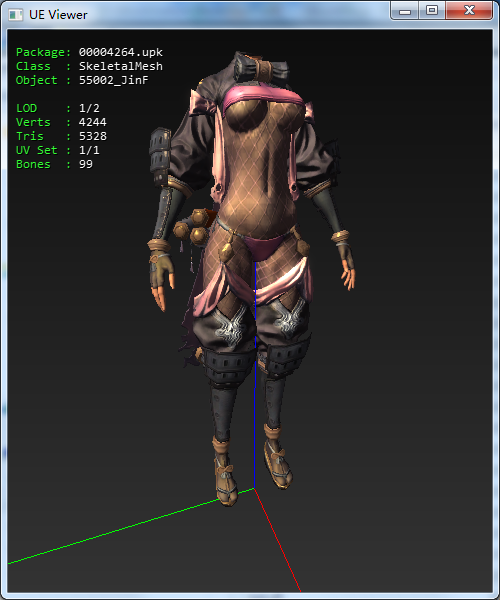 UE Viewer
Package: 00004264.upk
Class : SkeletalMesh
Object : 55002_JinF
LOD : 1/2
Verts : 4244
Tris : 5328
UV Set : 1/1
Bones : 99